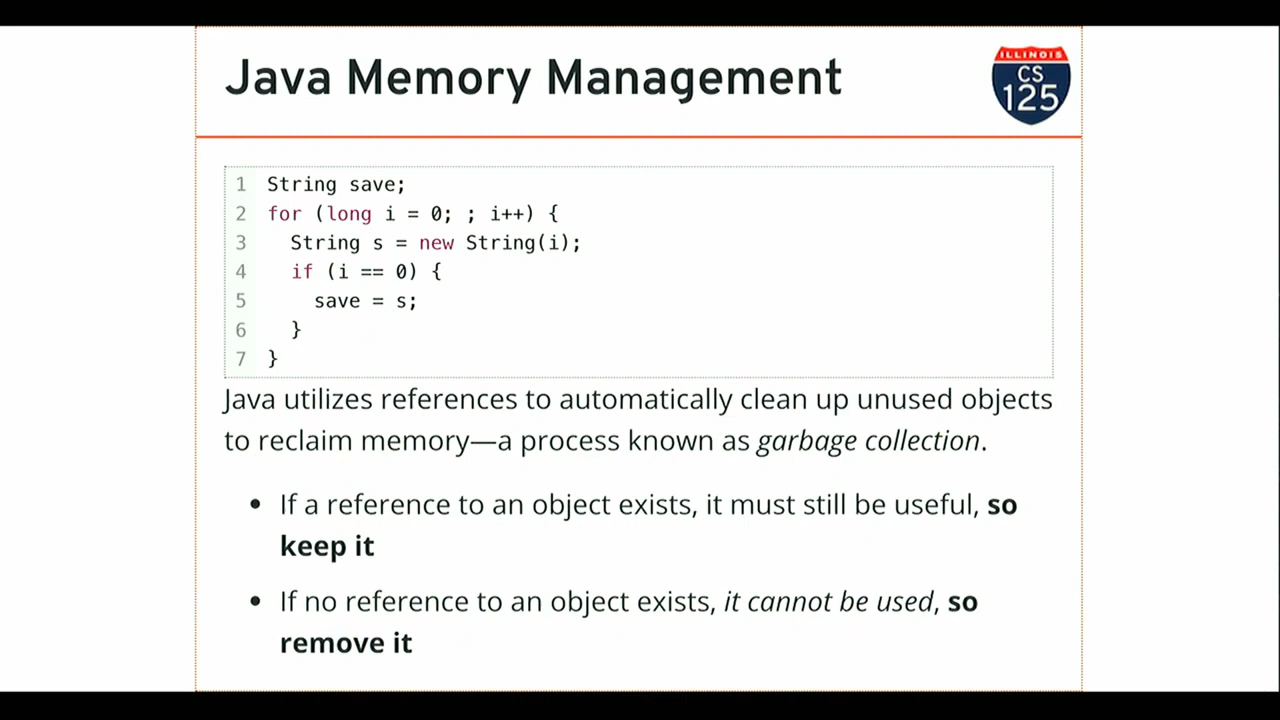 Java Memory Management
ILLINOIS
CS
125
1 String save;
2 for (long i = 0; ; i++) {
3   String s = new String(i);
4   if (i == 0) {
5     save = s;
6   }
7 }
Java utilizes references to automatically clean up unused objects
to reclaim memory—a process known as garbage collection.
• If a reference to an object exists, it must still be useful, so
keep it
• If no reference to an object exists, it cannot be used, so
remove it